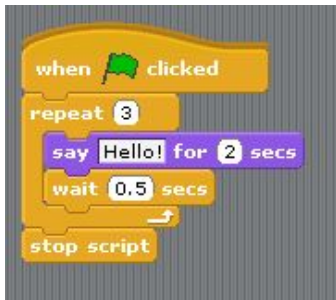 when clicked
repeat 3
say Hello! for 2 secs
wait 0.5 secs
stop script